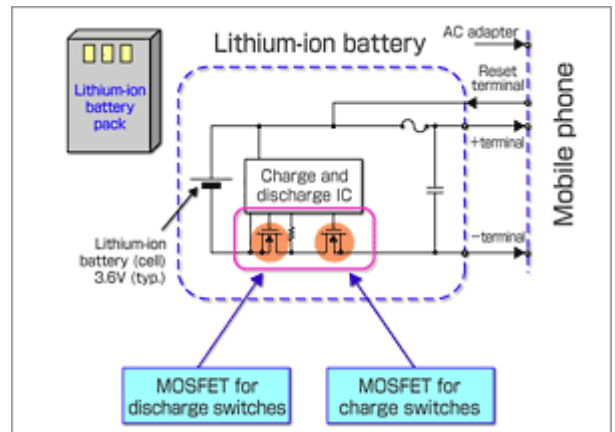 Lithium-ion battery
AC adapter
Lithium-ion
battery
pack
Reset
terminal
+terminal
Charge and
discharge IC
Mobile phone
Lithium-ion
battery (cell)
3.6V (typ.)
−terminal
MOSFET for
discharge switches
MOSFET for
charge switches